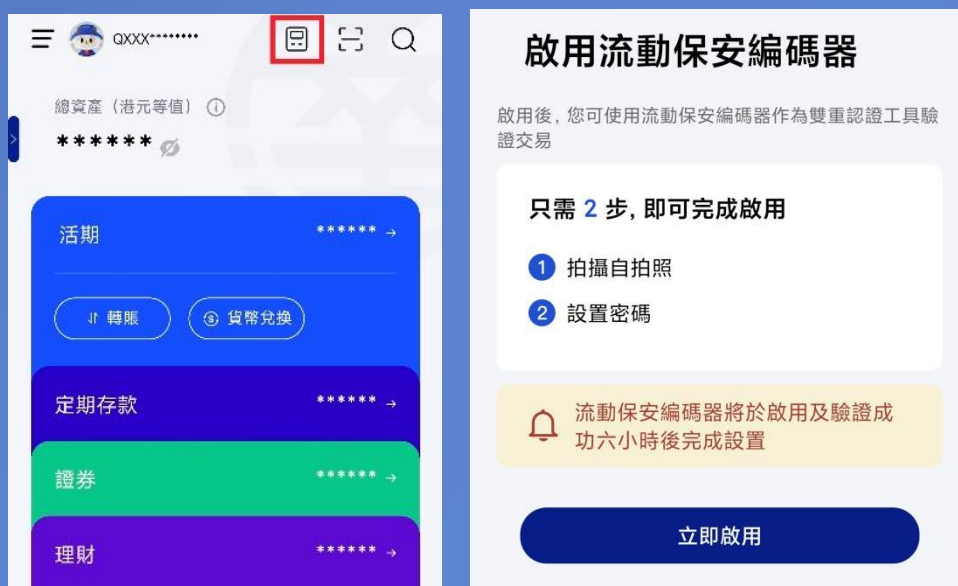 QXXX********
總資產（港元等值）
******
活期
****** →
轉賬
貨幣兌換
定期存款
****** →
證券
****** →
理財
****** →
啟用流動保安編碼器
啟用後, 您可使用流動保安編碼器作為雙重認證工具驗
證交易
只需 2 步, 即可完成啟用
1 拍攝自拍照
2 設置密碼
流動保安編碼器將於啟用及驗證成
功六小時後完成設置
立即啟用